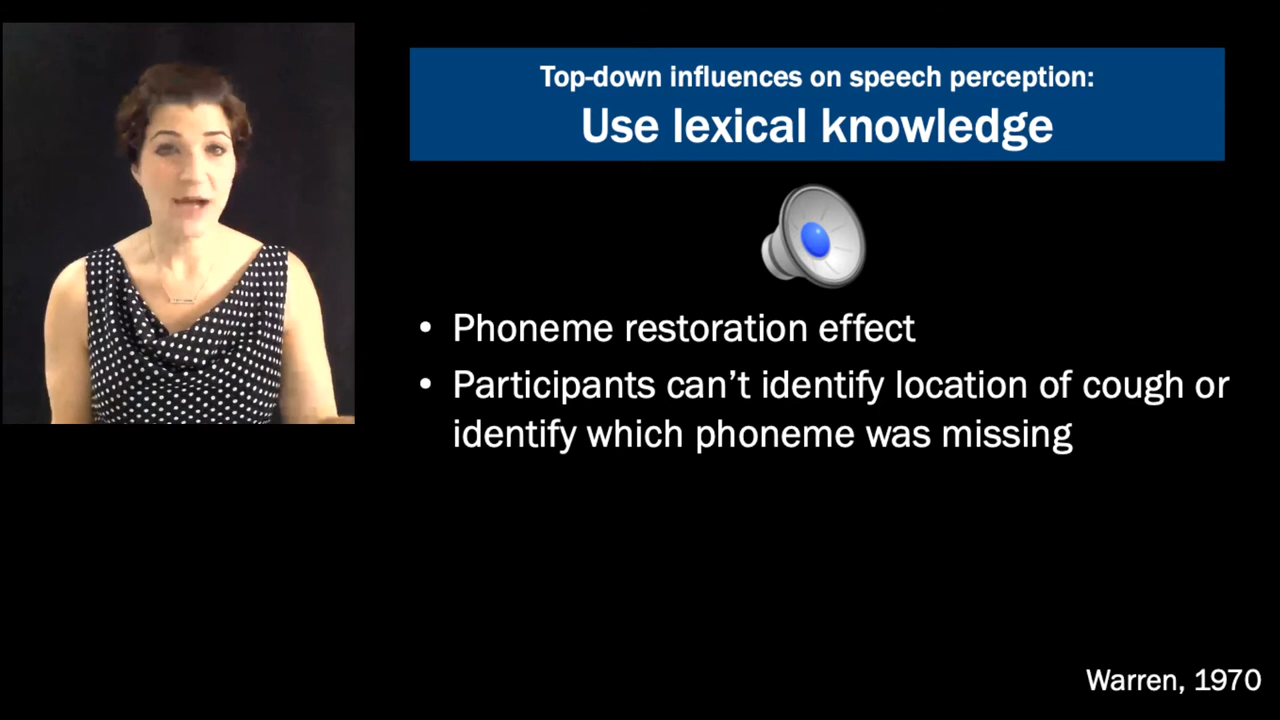 Top-down influences on speech perception:
Use lexical knowledge
• Phoneme restoration effect
• Participants can’t identify location of cough or
identify which phoneme was missing
Warren, 1970